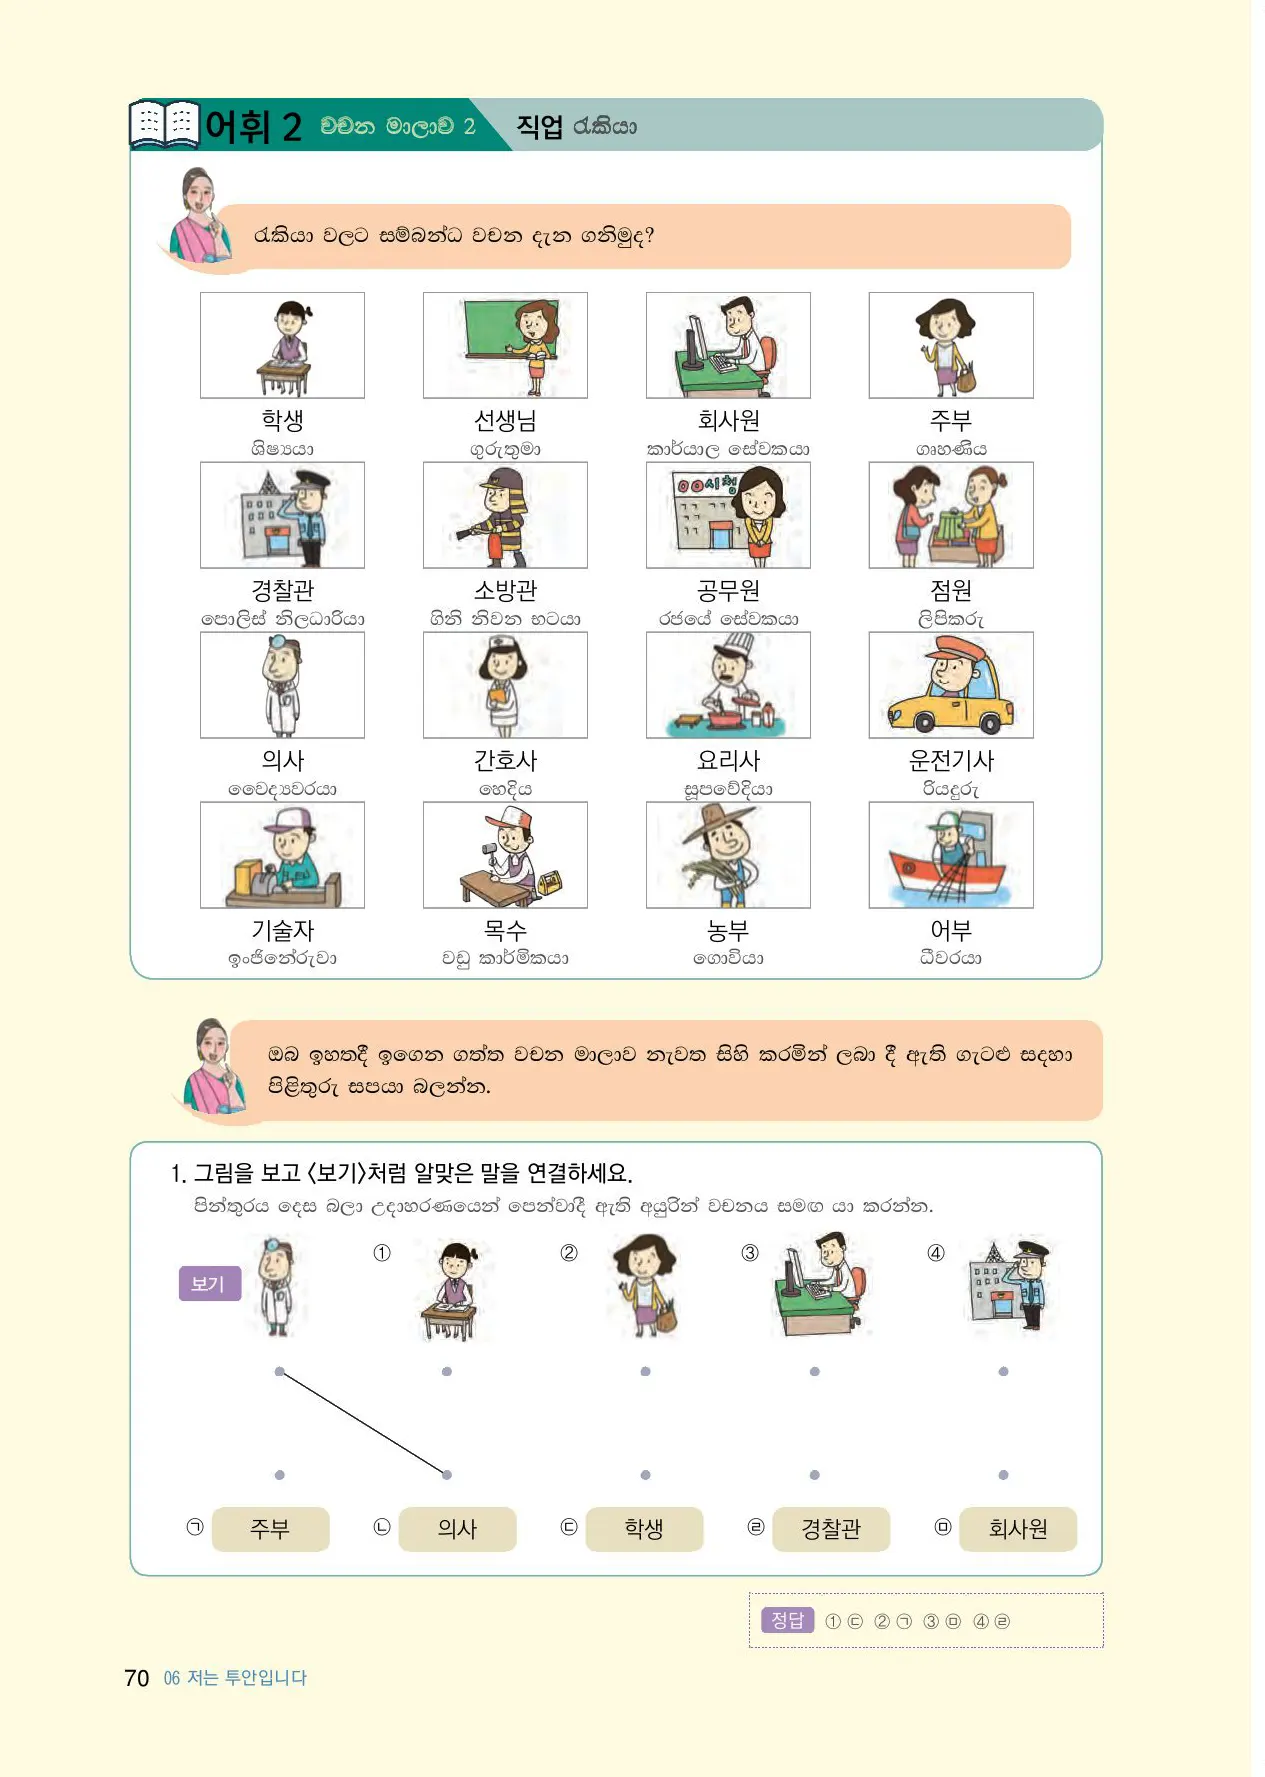 어휘 2 වචන මාලාව 2 직업 රැකියා
රැකියා වලට සම්බන්ධ වචන දැන ගනිමුද?
학생 선생님 회사원 주부
ශිෂ්‍යයා ගුරුතුමා කාර්යාල සේවකයා ගෘහණිය
○○시청
경찰관 소방관 공무원 점원
පොලිස් නිලධාරියා ගිනි නිවන භටයා රජයේ සේවකයා ලිපිකරු
의사 간호사 요리사 운전기사
වෛද්‍යවරයා හෙදිය සූපවේදියා රියදුරු
기술자 목수 농부 어부
ඉංජිනේරුවා වඩු කාර්මිකයා ගොවියා ධීවරයා
ඔබ ඉහතදී ඉගෙන ගත්ත වචන මාලාව නැවත සිහි කරමින් ලබා දී ඇති ගැටළු සඳහා
පිළිතුරු සපයා බලන්න.
1. 그림을 보고 〈보기〉처럼 알맞은 말을 연결하세요.
පින්තුරය දෙස බලා උදාහරණයෙන් පෙන්වාදී ඇති අයුරින් වචනය සමඟ යා කරන්න.
보기 ① ② ③ ④
㉠ 주부 ㉡ 의사 ㉢ 학생 ㉣ 경찰관 ㉤ 회사원
정답 ① ㉢ ② ㉠ ③ ㉤ ④ ㉣
70 06 저는 투안입니다